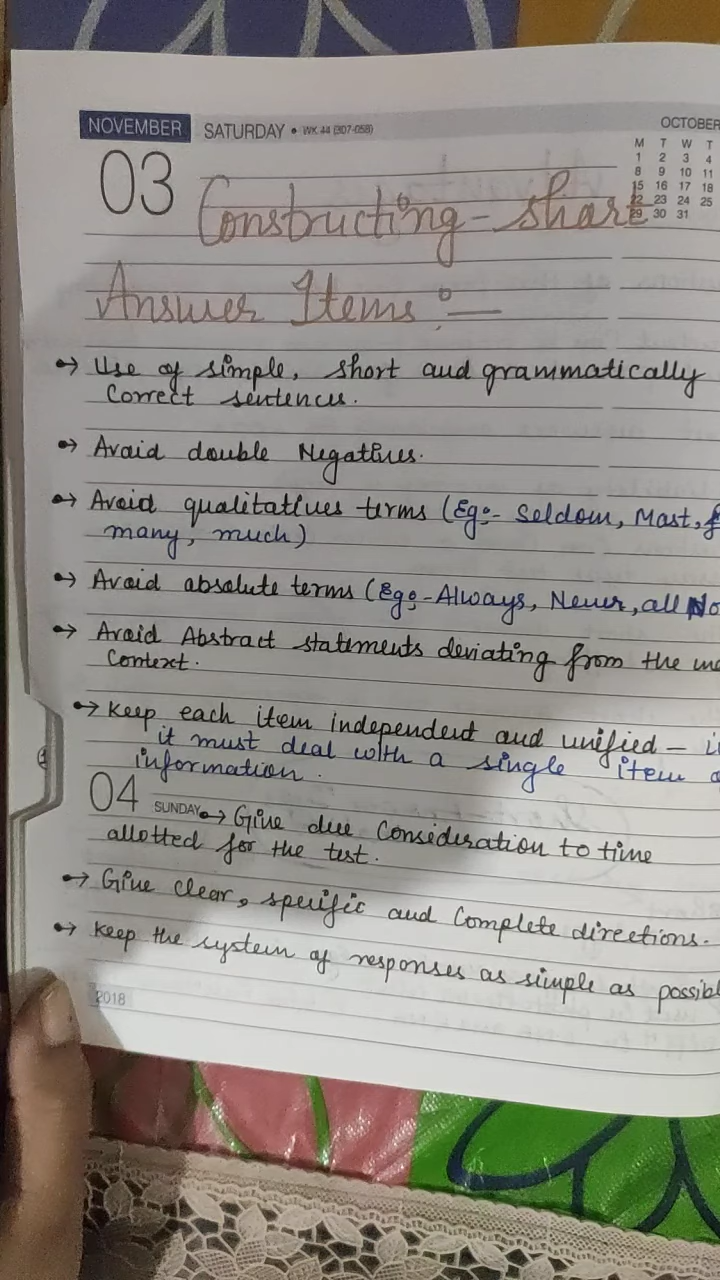 NOVEMBER SATURDAY • WK 44 (307-058) OCTOBER
M T W T
1 2 3 4
8 9 10 11
15 16 17 18
22 23 24 25
29 30 31
03
Constructing - short
Answer Items :-
→ Use of simple, short and grammatically
correct sentences.
→ Avoid double Negatives.
→ Avoid qualitatives terms (Eg:- Seldom, Most, f
many, much)
→ Avoid absolute terms (Eg:- Always, Never, all No
→ Avoid Abstract statements deviating from the
Context.
→ Keep each item independent and unified - i
it must deal with a single item o
information.
04 SUNDAY → Give due Consideration to time
allotted for the test.
→ Give clear, specific and Complete directions.
→ Keep the system of responses as simple as possibl
2018